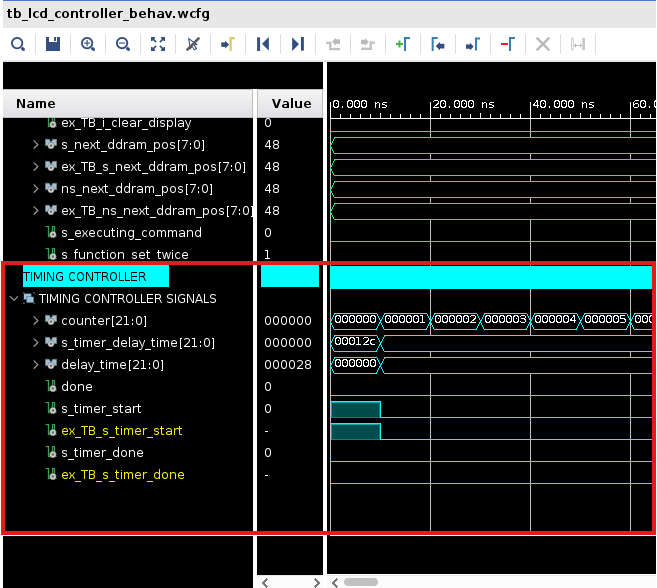 tb_lcd_controller_behav.wcfg
Name Value 0.000 ns 20.000 ns 40.000 ns 60.
ex_TB_i_clear_display 0
s_next_ddram_pos[7:0] 48
ex_TB_s_next_ddram_pos[7:0] 48
ns_next_ddram_pos[7:0] 48
ex_TB_ns_next_ddram_pos[7:0] 48
s_executing_command 0
s_function_set_twice 1
TIMING CONTROLLER
TIMING CONTROLLER SIGNALS
counter[21:0] 000000 000000 000001 000002 000003 000004 000005 000
s_timer_delay_time[21:0] 000000 00012c
delay_time[21:0] 000028 000000
done 0
s_timer_start 0
ex_TB_s_timer_start -
s_timer_done 0
ex_TB_s_timer_done -